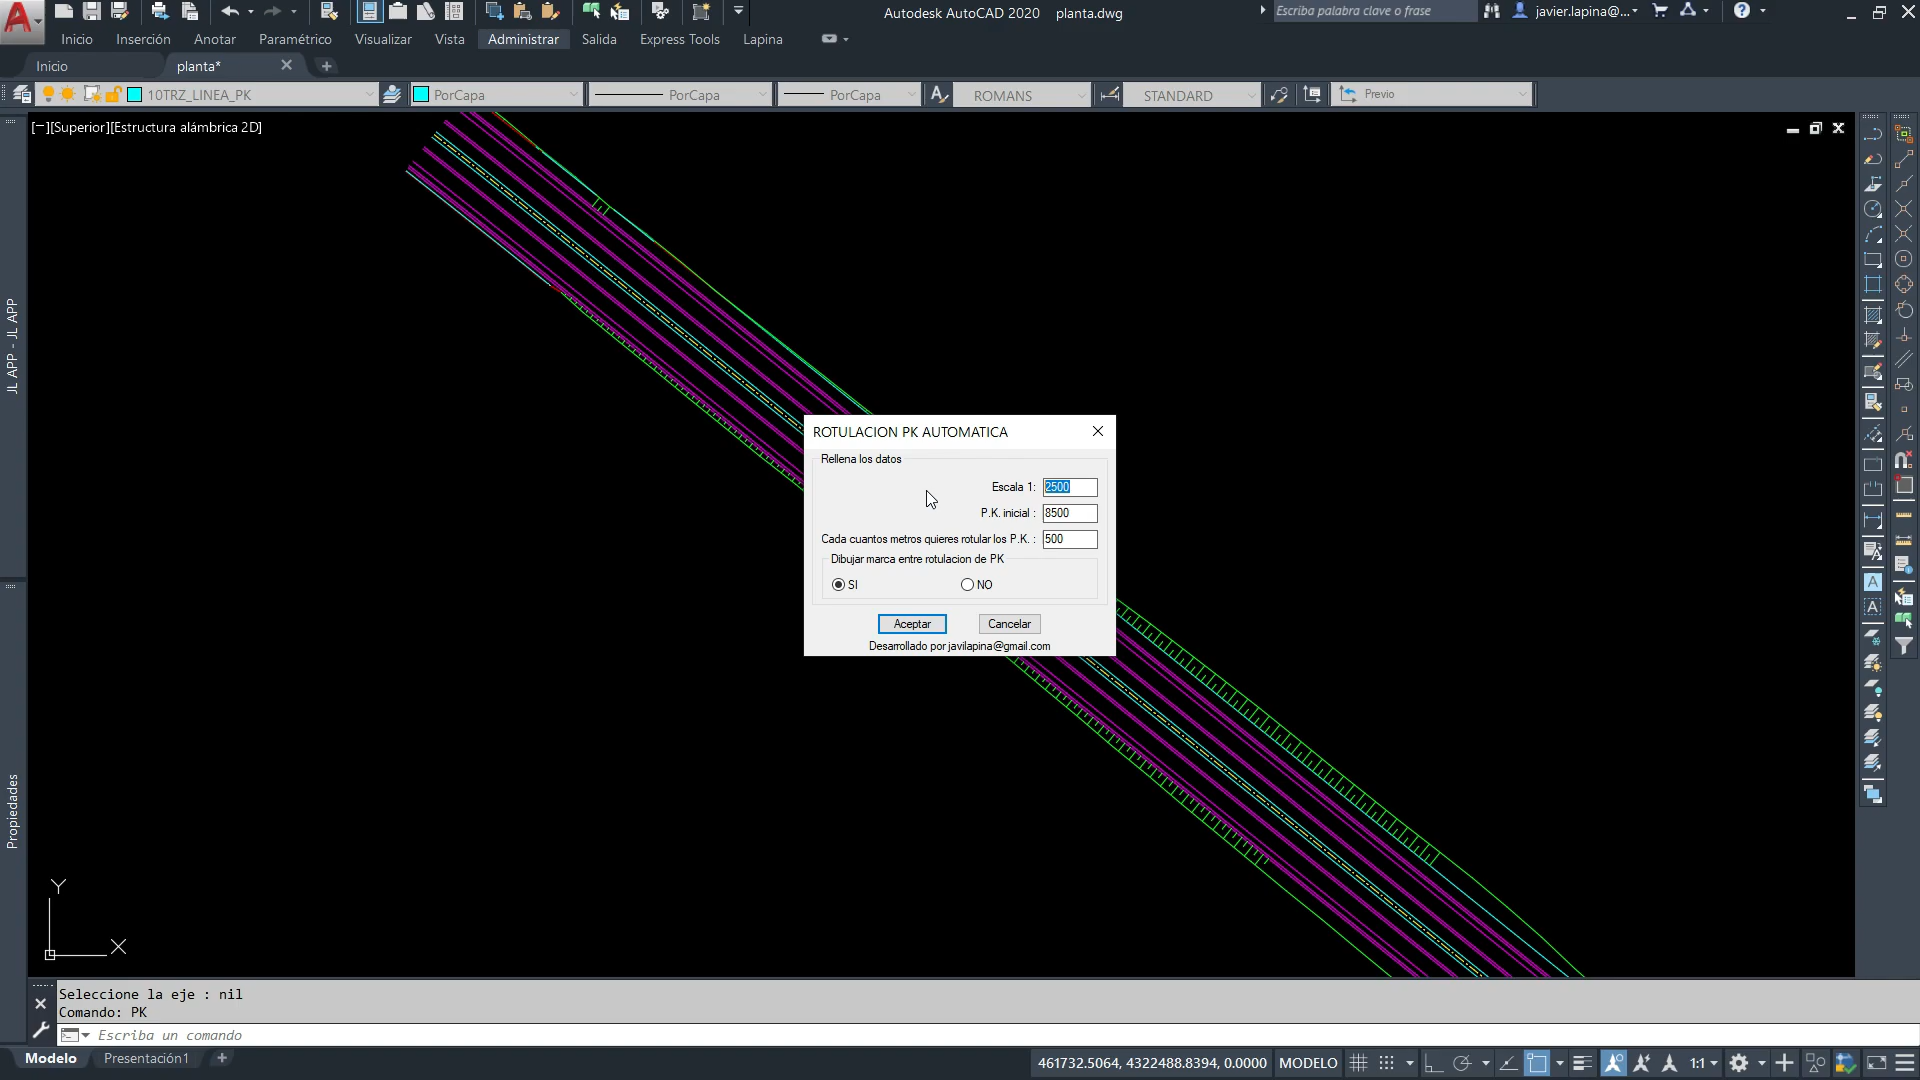 Autodesk AutoCAD 2020 planta.dwg
Escriba palabra clave o frase
javier.lapina@...
Inicio Inserción Anotar Paramétrico Visualizar Vista Administrar Salida Express Tools Lapina
Inicio planta*
10TRZ_LINEA_PK PorCapa PorCapa PorCapa ROMANS STANDARD Previo
[−][Superior][Estructura alámbrica 2D]
JL APP - JL APP
ROTULACION PK AUTOMATICA
Rellena los datos
Escala 1: 2500
P.K. inicial : 8500
Cada cuantos metros quieres rotular los P.K. : 500
Dibujar marca entre rotulacion de PK
SI NO
Aceptar Cancelar
Desarrollado por javilapina@gmail.com
Propiedades
Y
X
Seleccione la eje : nil
Comando: PK
Escriba un comando
Modelo Presentación1 +
461732.5064, 4322488.8394, 0.0000 MODELO 1:1